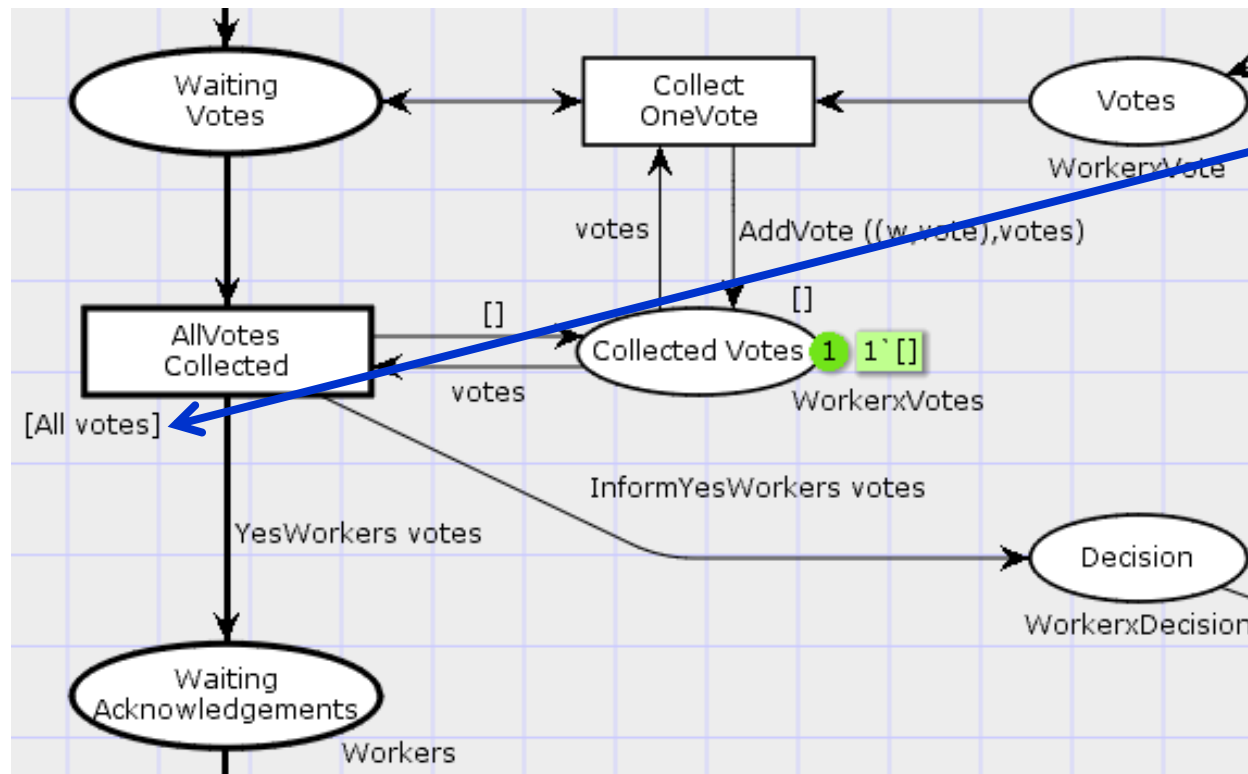 Waiting
Votes
Collect
OneVote
Votes
WorkerxVote
votes
AddVote ((w,vote),votes)
[]
[]
AllVotes
Collected
Collected Votes
1
1`[]
votes
WorkerxVotes
[All votes]
InformYesWorkers votes
YesWorkers votes
Decision
WorkerxDecision
Waiting
Acknowledgements
Workers